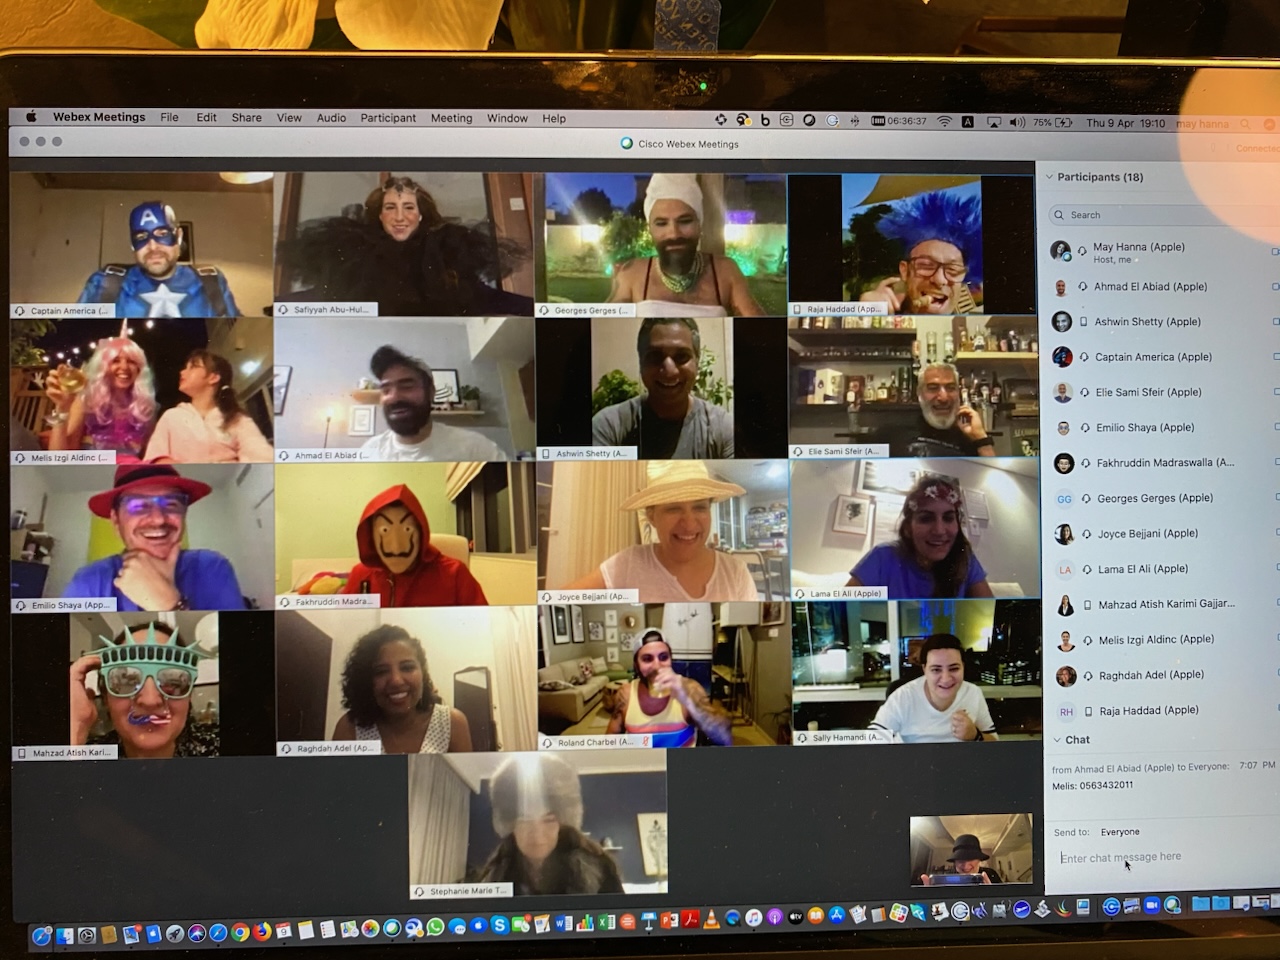 Webex Meetings File Edit Share View Audio Participant Meeting Window Help
06:36:37 A 75% Thu 9 Apr 19:10 may hanna
Cisco Webex Meetings
Connected
Captain America (...
Safiyyah Abu-Hul...
Georges Gerges (...
Raja Haddad (App...
Melis Izgi Aldinc (...
Ahmad El Abiad (...
Ashwin Shetty (A...
Elie Sami Sfeir (Apple)
Emilio Shaya (App...
Fakhruddin Madra...
Joyce Bejjani (Ap...
Lama El Ali (Apple)
Mahzad Atish Kari...
Raghdah Adel (Ap...
Roland Charbel (A...
Sally Hamandi (A...
Stephanie Marie T...
Participants (18)
Search
May Hanna (Apple)
Host, me
Ahmad El Abiad (Apple)
Ashwin Shetty (Apple)
Captain America (Apple)
Elie Sami Sfeir (Apple)
Emilio Shaya (Apple)
Fakhruddin Madraswalla (A...
GG Georges Gerges (Apple)
Joyce Bejjani (Apple)
LA Lama El Ali (Apple)
Mahzad Atish Karimi Gajjar...
Melis Izgi Aldinc (Apple)
Raghdah Adel (Apple)
RH Raja Haddad (Apple)
Chat
from Ahmad El Abiad (Apple) to Everyone: 7:07 PM
Melis: 0563432011
Send to: Everyone
Enter chat message here